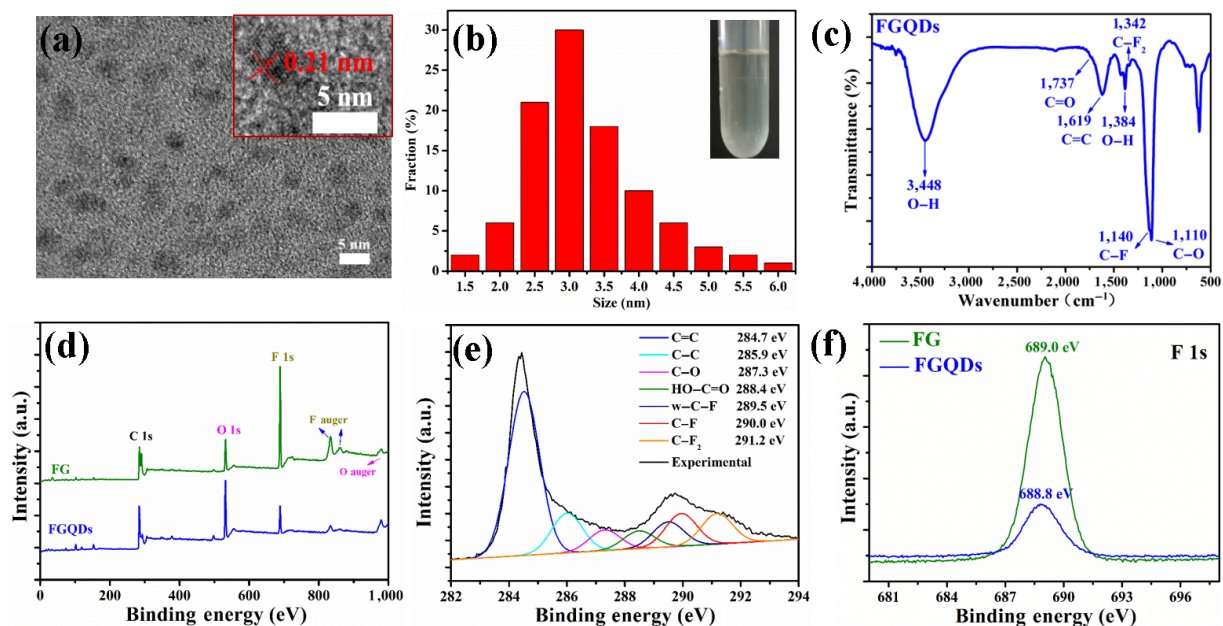 (a)
0.21 nm
5 nm
5 nm
(b)
Fraction (%)
30
25
20
15
10
5
0
1.5 2.0 2.5 3.0 3.5 4.0 4.5 5.0 5.5 6.0
Size (nm)
(c)
FGQDs
1,342
C–F₂
1,737
C=O
1,619
C=C
1,384
O–H
3,448
O–H
1,140
C–F
1,110
C–O
Transmittance (%)
4,000 3,500 3,000 2,500 2,000 1,500 1,000 500
Wavenumber (cm⁻¹)
(d)
F 1s
F auger
O 1s
C 1s
O auger
FG
FGQDs
Intensity (a.u.)
0 200 400 600 800 1,000
Binding energy (eV)
(e)
C=C 284.7 eV
C–C 285.9 eV
C–O 287.3 eV
HO–C=O 288.4 eV
w–C–F 289.5 eV
C–F 290.0 eV
C–F₂ 291.2 eV
Experimental
Intensity (a.u.)
282 284 286 288 290 292 294
Binding energy (eV)
(f)
FG
FGQDs
689.0 eV
F 1s
688.8 eV
Intensity (a.u.)
681 684 687 690 693 696
Binding energy (eV)